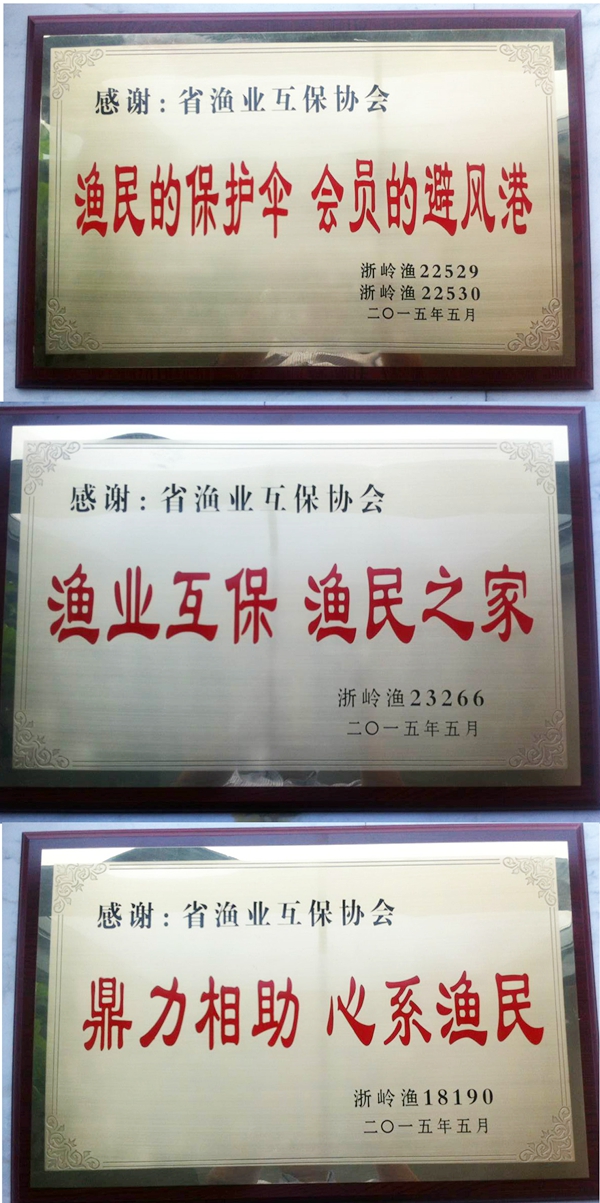 感谢：省渔业互保协会
渔民的保护伞 会员的避风港
浙岭渔22529
浙岭渔22530
二〇一五年五月
感谢：省渔业互保协会
渔业互保 渔民之家
浙岭渔23266
二〇一五年五月
感谢：省渔业互保协会
鼎力相助 心系渔民
浙岭渔18190
二〇一五年五月